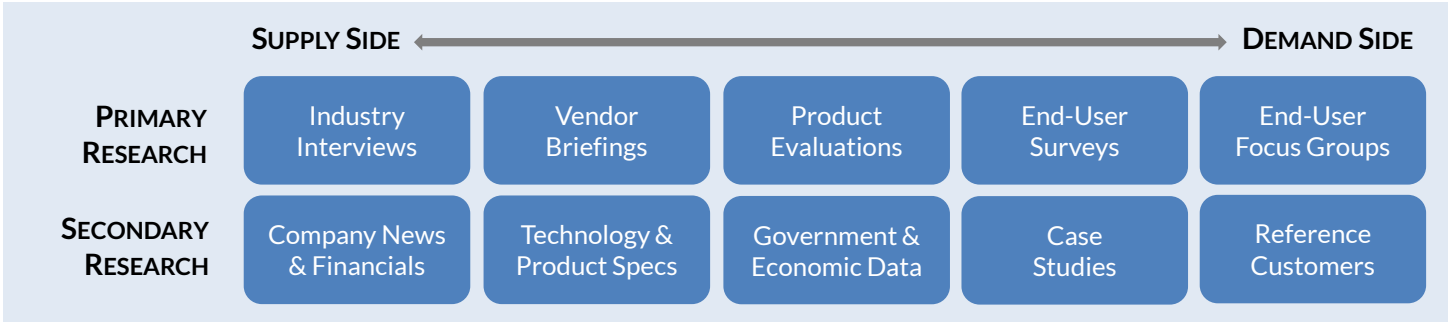 SUPPLY SIDE
DEMAND SIDE
PRIMARY
RESEARCH
Industry
Interviews
Vendor
Briefings
Product
Evaluations
End-User
Surveys
End-User
Focus Groups
SECONDARY
RESEARCH
Company News
& Financials
Technology &
Product Specs
Government &
Economic Data
Case
Studies
Reference
Customers